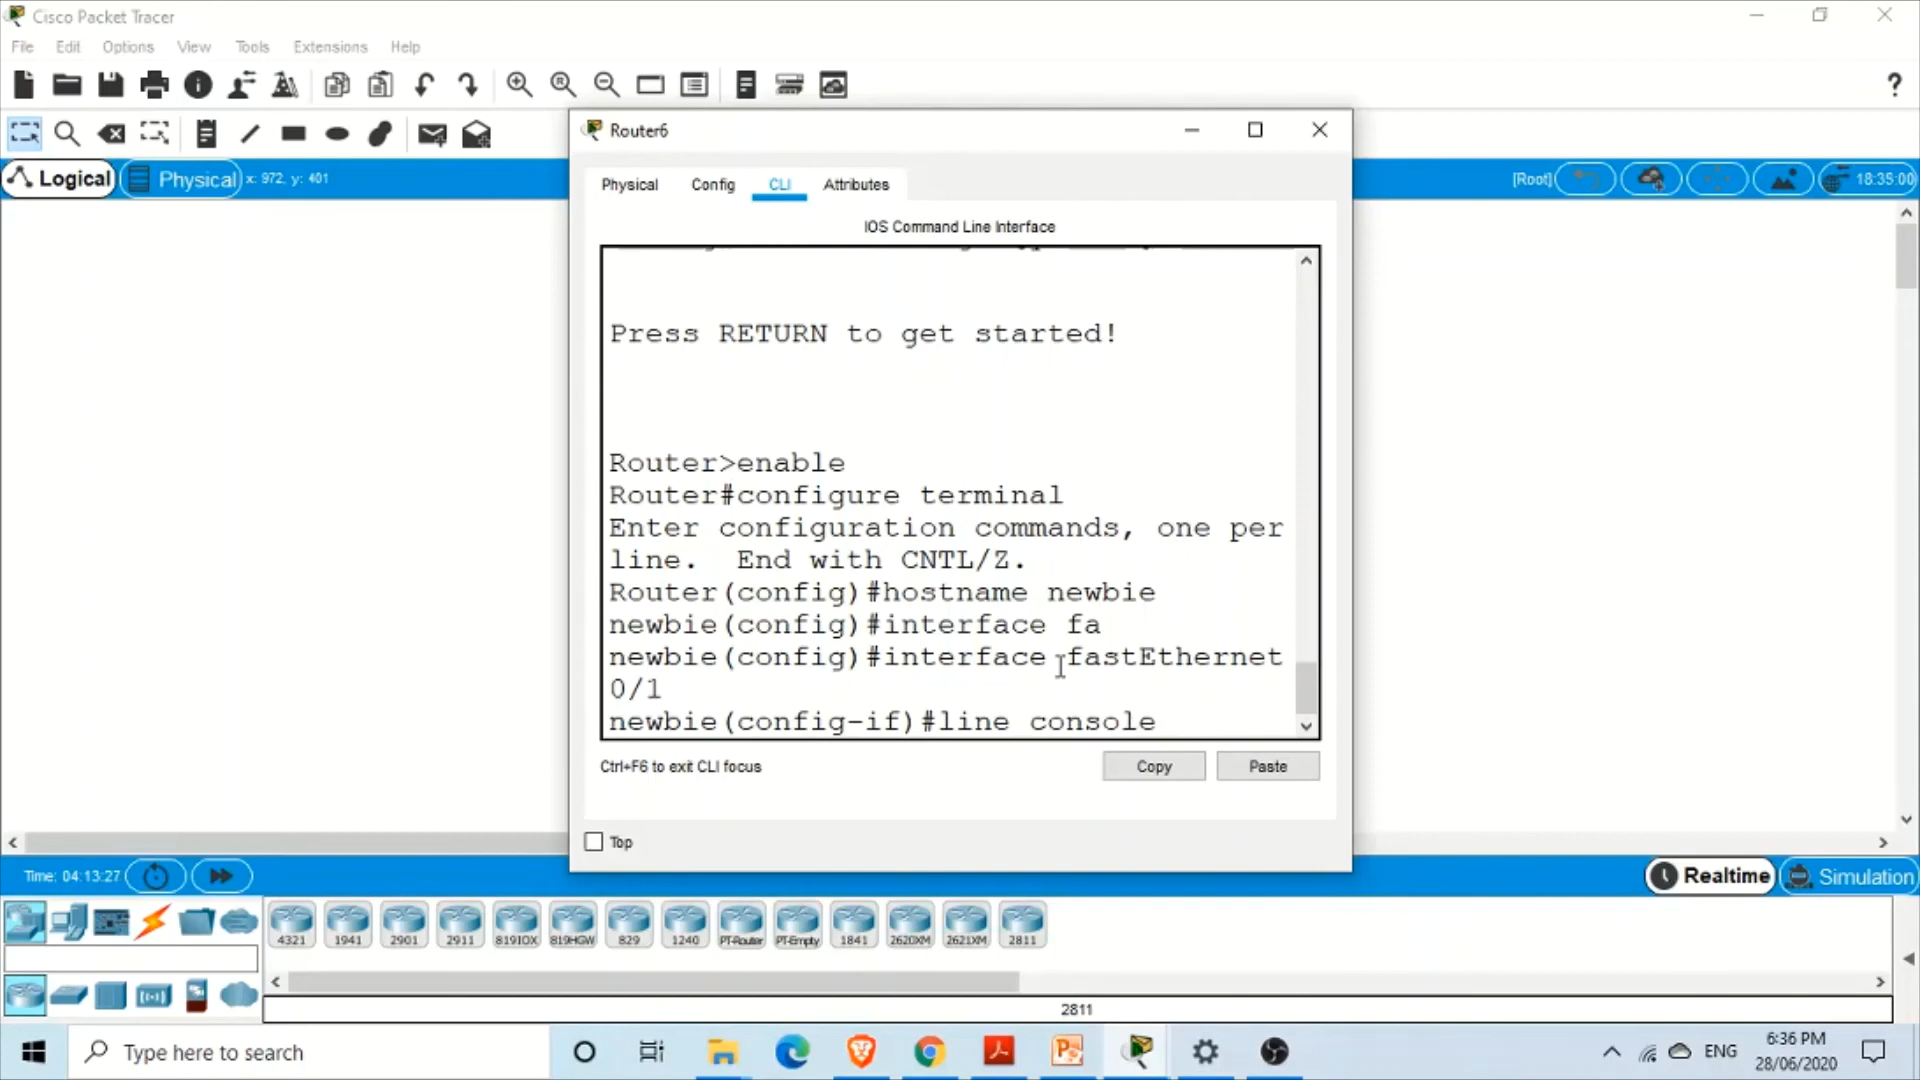 Cisco Packet Tracer
File Edit Options View Tools Extensions Help
?
Router6
Logical Physical x: 972, y: 401
[Root] 18:35:00
Physical Config CLI Attributes
IOS Command Line Interface
Press RETURN to get started!
Router>enable
Router#configure terminal
Enter configuration commands, one per
line.  End with CNTL/Z.
Router(config)#hostname newbie
newbie(config)#interface fa
newbie(config)#interface fastEthernet
0/1
newbie(config-if)#line console
Ctrl+F6 to exit CLI focus
Copy Paste
Top
Time: 04:13:27
Realtime Simulation
4321 1941 2901 2911 819IOX 819HGW 829 1240 PT-Router PT-Empty 1841 2620XM 2621XM 2811
2811
Type here to search
ENG
6:36 PM
28/06/2020